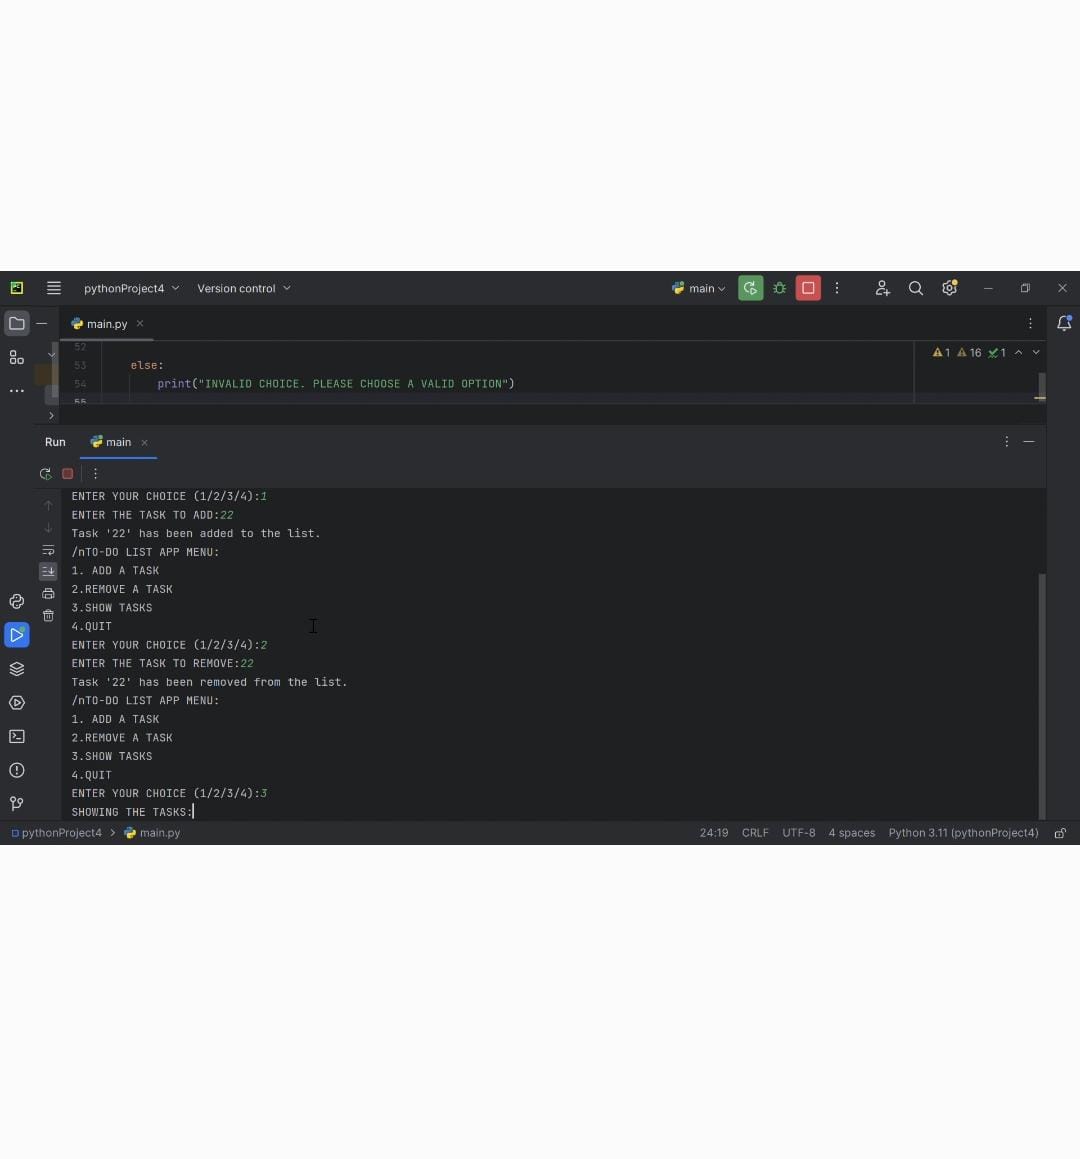 pythonProject4 Version control main
main.py
52
53 else:
54 print("INVALID CHOICE. PLEASE CHOOSE A VALID OPTION")
55
1 16 1
Run main
ENTER YOUR CHOICE (1/2/3/4):1
ENTER THE TASK TO ADD:22
Task '22' has been added to the list.
/nTO-DO LIST APP MENU:
1. ADD A TASK
2.REMOVE A TASK
3.SHOW TASKS
4.QUIT
ENTER YOUR CHOICE (1/2/3/4):2
ENTER THE TASK TO REMOVE:22
Task '22' has been removed from the list.
/nTO-DO LIST APP MENU:
1. ADD A TASK
2.REMOVE A TASK
3.SHOW TASKS
4.QUIT
ENTER YOUR CHOICE (1/2/3/4):3
SHOWING THE TASKS:
pythonProject4 > main.py 24:19 CRLF UTF-8 4 spaces Python 3.11 (pythonProject4)